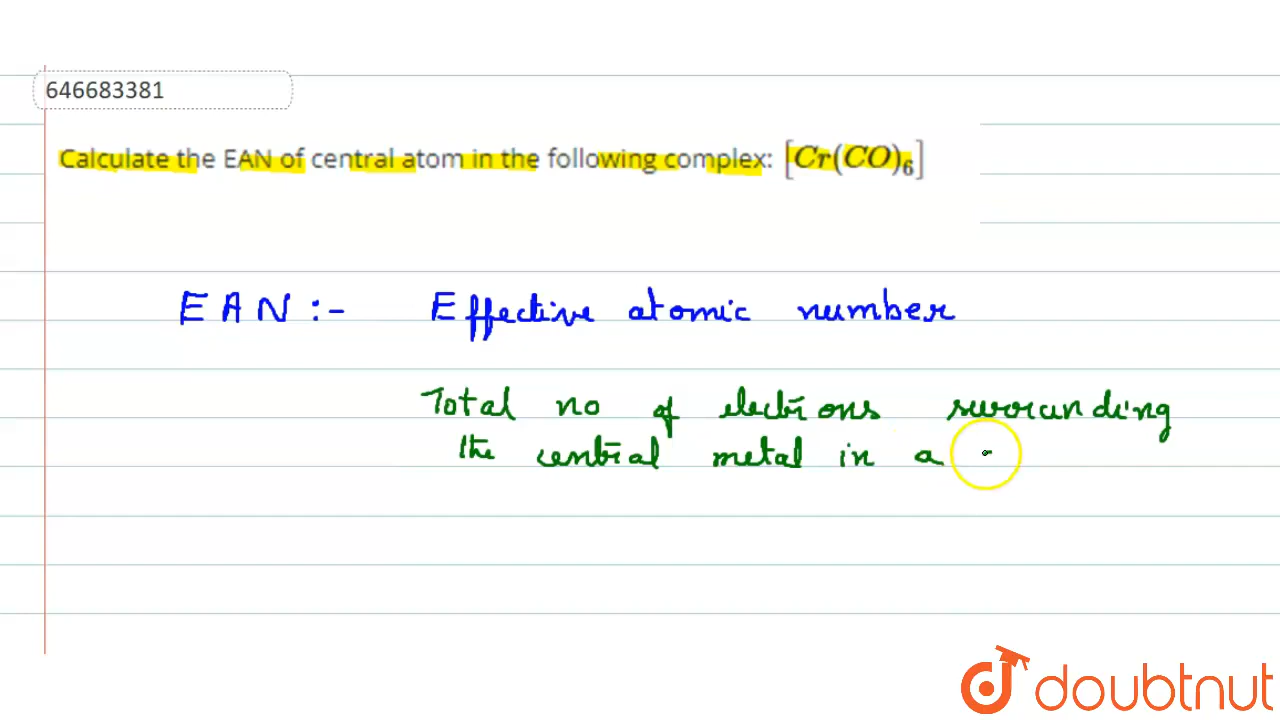 646683381
Calculate the EAN of central atom in the following complex: [Cr(CO)₆]
EAN :- Effective atomic number
Total no of electrons surrounding
the central metal in a
doubtnut